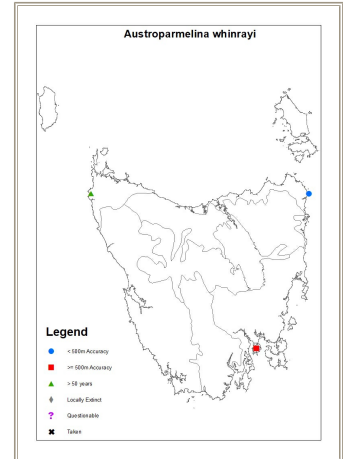 Austroparmelina whinrayi
Legend
< 500m Accuracy
>= 500m Accuracy
> 50 years
Locally Extinct
? Questionable
Taken